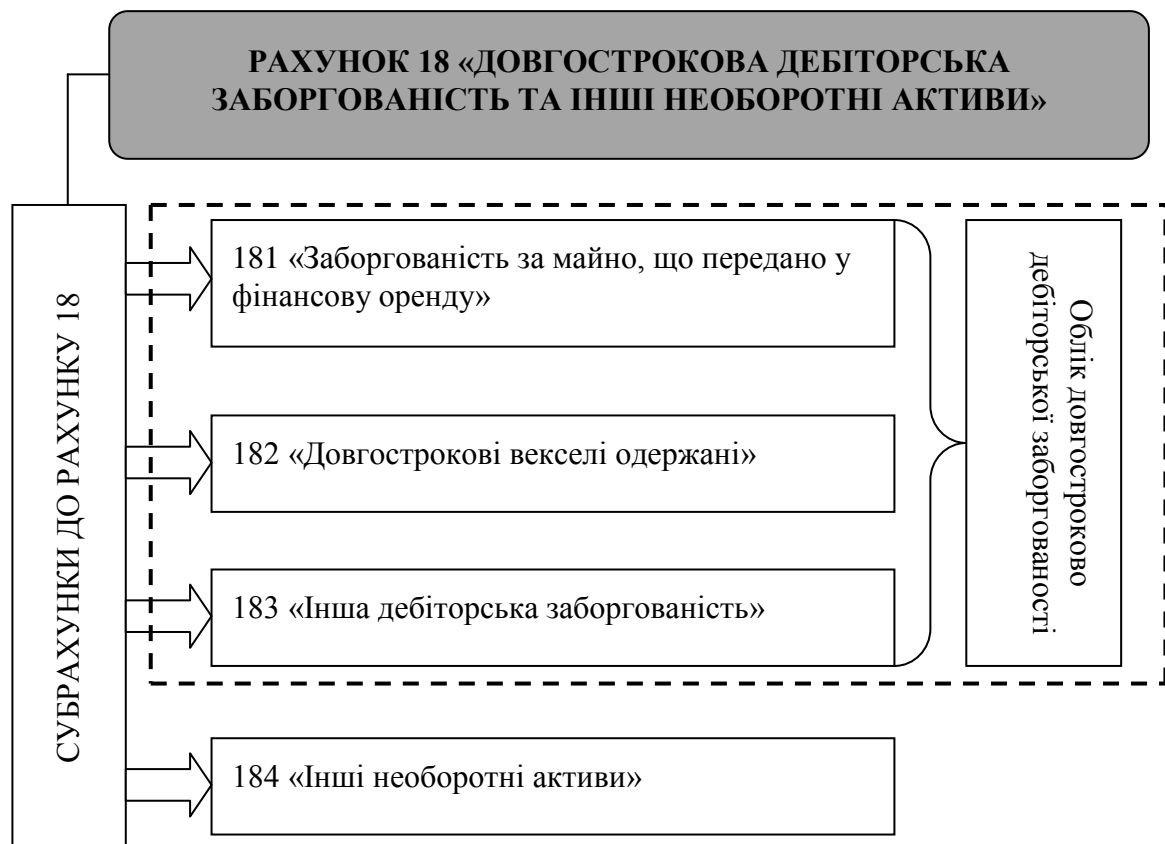 РАХУНОК 18 «ДОВГОСТРОКОВА ДЕБІТОРСЬКА
ЗАБОРГОВАНІСТЬ ТА ІНШІ НЕОБОРОТНІ АКТИВИ»
СУБРАХУНКИ ДО РАХУНКУ 18
181 «Заборгованість за майно, що передано у
фінансову оренду»
182 «Довгострокові векселі одержані»
183 «Інша дебіторська заборгованість»
Облік довгостроково
дебіторської заборгованості
184 «Інші необоротні активи»